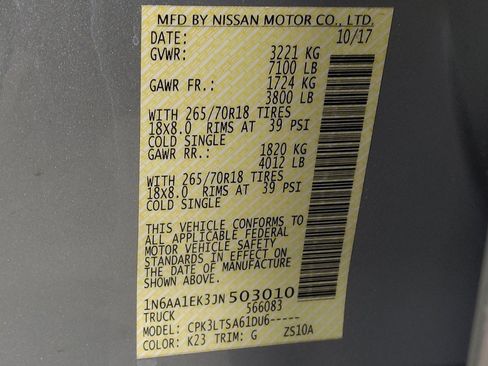 MFD BY NISSAN MOTOR CO., LTD.
DATE: 10/17
GVWR: 3221 KG
7100 LB
GAWR FR.: 1724 KG
3800 LB
WITH 265/70R18 TIRES
18X8.0 RIMS AT 39 PSI
COLD SINGLE
GAWR RR.: 1820 KG
4012 LB
WITH 265/70R18 TIRES
18X8.0 RIMS AT 39 PSI
COLD SINGLE
THIS VEHICLE CONFORMS TO
ALL APPLICABLE FEDERAL
MOTOR VEHICLE SAFETY
STANDARDS IN EFFECT ON
THE DATE OF MANUFACTURE
SHOWN ABOVE.
1N6AA1EK3JN503010
TRUCK 566083
MODEL: CPK3LTSA61DU6-----
COLOR: K23 TRIM: G ZS10A